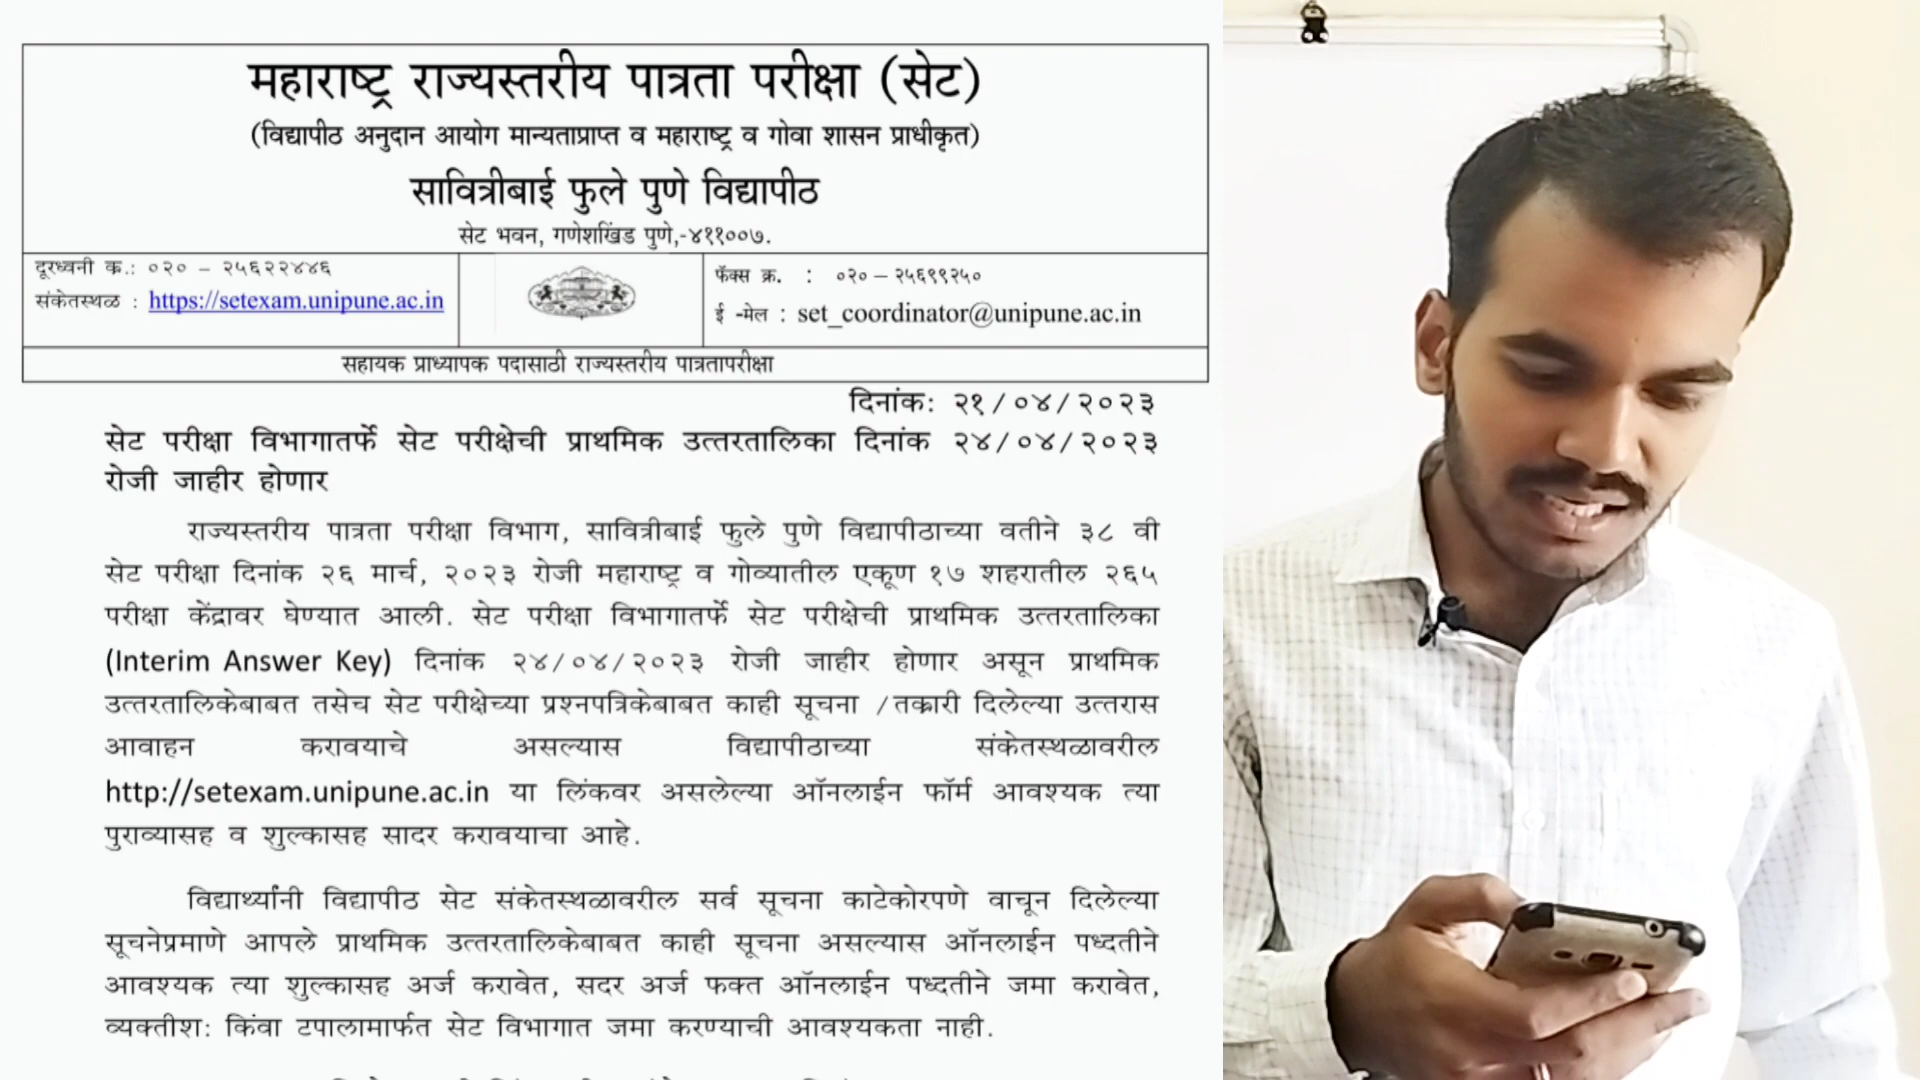 महाराष्ट्र राज्यस्तरीय पात्रता परीक्षा (सेट)
(विद्यापीठ अनुदान आयोग मान्यताप्राप्त व महाराष्ट्र व गोवा शासन प्राधीकृत)
सावित्रीबाई फुले पुणे विद्यापीठ
सेट भवन, गणेशखिंड पुणे,-४११००७.
दूरध्वनी क्र.: ०२० – २५६२२४४६
संकेतस्थळ : https://setexam.unipune.ac.in
फॅक्स क्र. : ०२० – २५६९९२५०
ई -मेल : set_coordinator@unipune.ac.in
सहायक प्राध्यापक पदासाठी राज्यस्तरीय पात्रतापरीक्षा
दिनांक: २१/०४/२०२३
सेट परीक्षा विभागातर्फे सेट परीक्षेची प्राथमिक उत्तरतालिका दिनांक २४/०४/२०२३
रोजी जाहीर होणार
राज्यस्तरीय पात्रता परीक्षा विभाग, सावित्रीबाई फुले पुणे विद्यापीठाच्या वतीने ३८ वी
सेट परीक्षा दिनांक २६ मार्च, २०२३ रोजी महाराष्ट्र व गोव्यातील एकूण १७ शहरातील २६५
परीक्षा केंद्रावर घेण्यात आली. सेट परीक्षा विभागातर्फे सेट परीक्षेची प्राथमिक उत्तरतालिका
(Interim Answer Key) दिनांक २४/०४/२०२३ रोजी जाहीर होणार असून प्राथमिक
उत्तरतालिकेबाबत तसेच सेट परीक्षेच्या प्रश्नपत्रिकेबाबत काही सूचना /तक्रारी दिलेल्या उत्तरास
आवाहन करावयाचे असल्यास विद्यापीठाच्या संकेतस्थळावरील
http://setexam.unipune.ac.in या लिंकवर असलेल्या ऑनलाईन फॉर्म आवश्यक त्या
पुराव्यासह व शुल्कासह सादर करावयाचा आहे.
विद्यार्थ्यांनी विद्यापीठ सेट संकेतस्थळावरील सर्व सूचना काटेकोरपणे वाचून दिलेल्या
सूचनेप्रमाणे आपले प्राथमिक उत्तरतालिकेबाबत काही सूचना असल्यास ऑनलाईन पध्दतीने
आवश्यक त्या शुल्कासह अर्ज करावेत, सदर अर्ज फक्त ऑनलाईन पध्दतीने जमा करावेत,
व्यक्तीश: किंवा टपालामार्फत सेट विभागात जमा करण्याची आवश्यकता नाही.